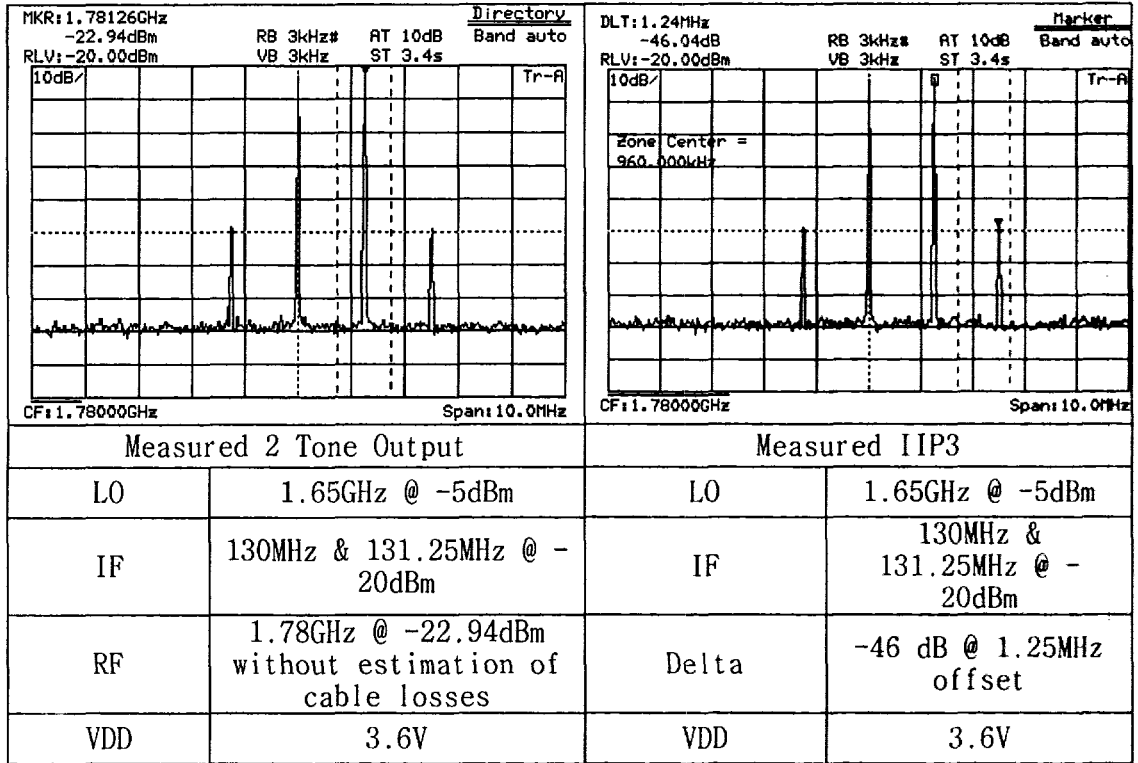 MKR:1.78126GHz
-22.94dBm
RLV:-20.00dBm
RB 3kHz#
VB 3kHz
AT 10dB
ST 3.4s
Directory
Band auto
10dB/
Tr-A
CF:1.78000GHz
Span:10.0MHz
DLT:1.24MHz
-46.04dB
RLV:-20.00dBm
RB 3kHz#
VB 3kHz
AT 10dB
ST 3.4s
Marker
Band auto
10dB/
Tr-A
Zone Center =
960.000kHz
CF:1.78000GHz
Span:10.0MHz
Measured 2 Tone Output
Measured IIP3
LO
1.65GHz @ -5dBm
LO
1.65GHz @ -5dBm
IF
130MHz & 131.25MHz @ -
20dBm
IF
130MHz &
131.25MHz @ -
20dBm
RF
1.78GHz @ -22.94dBm
without estimation of
cable losses
Delta
-46 dB @ 1.25MHz
offset
VDD
3.6V
VDD
3.6V